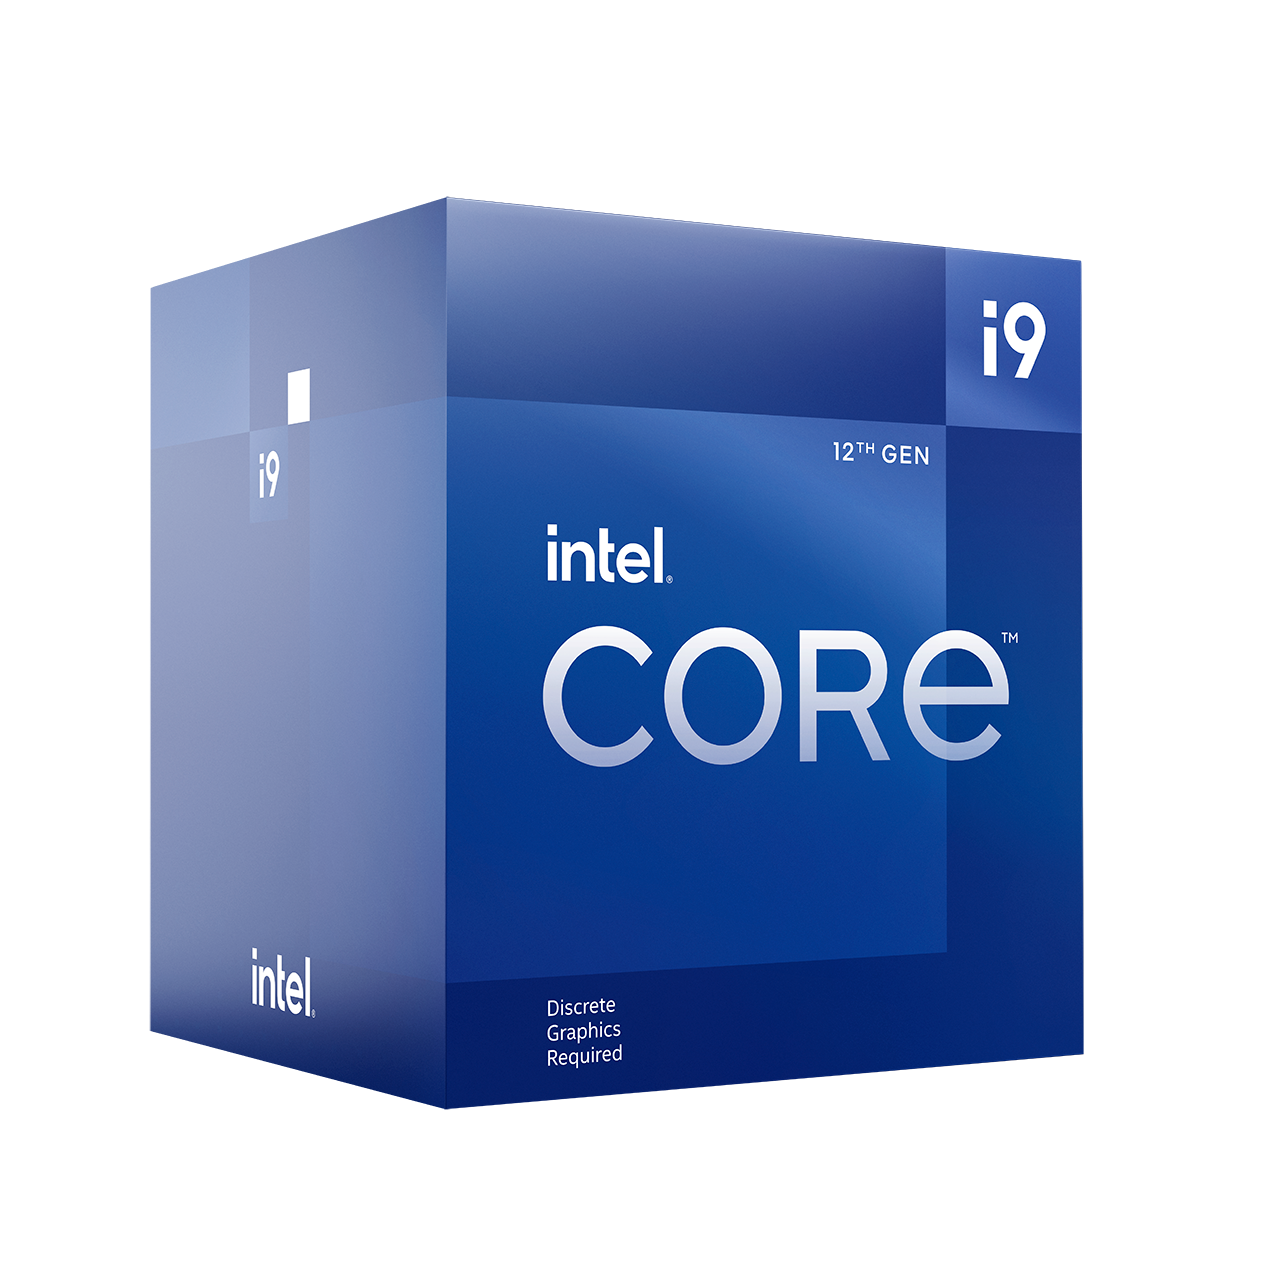 i9
12TH GEN
intel®
CORe™
Discrete
Graphics
Required
i9
intel®